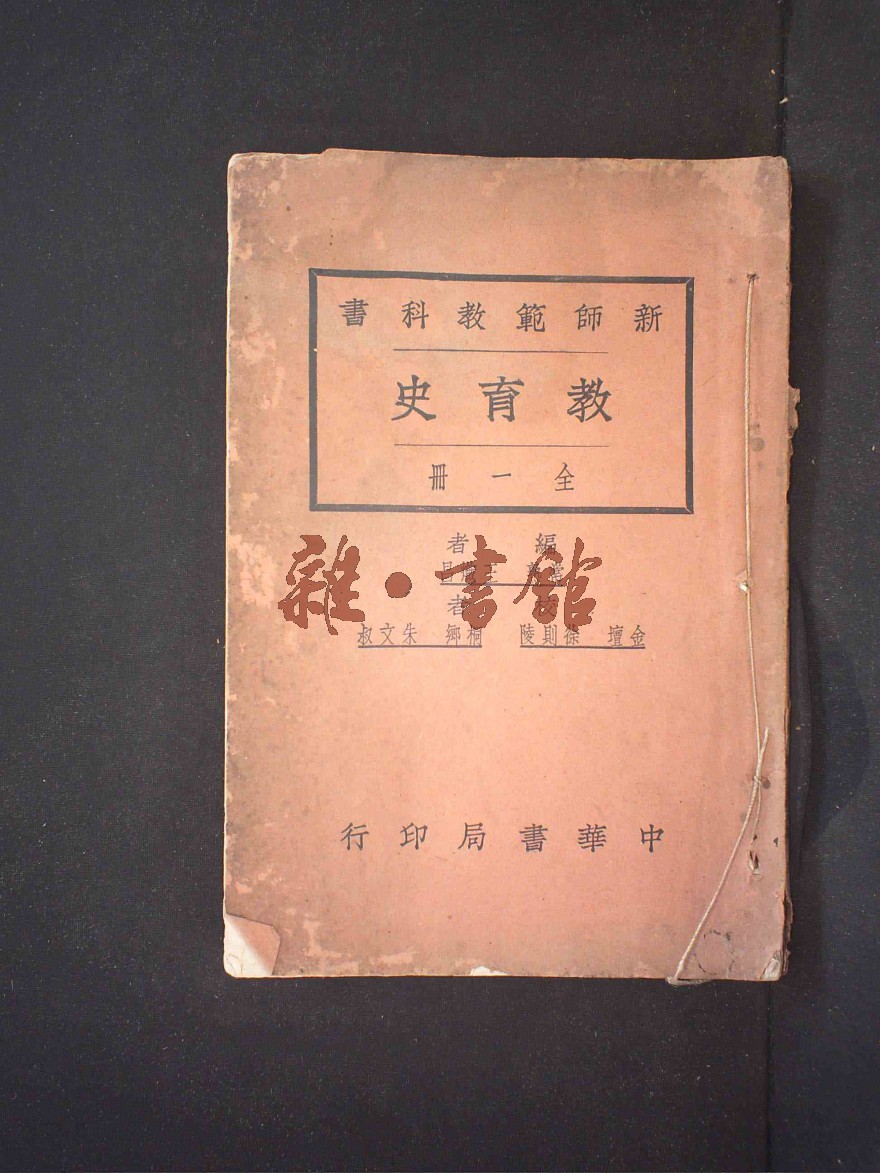 新師範教科書
教育史
全一冊
編者
校者
金壇 徐則陵 桐鄉 朱文叔
中華書局印行
雜·書館